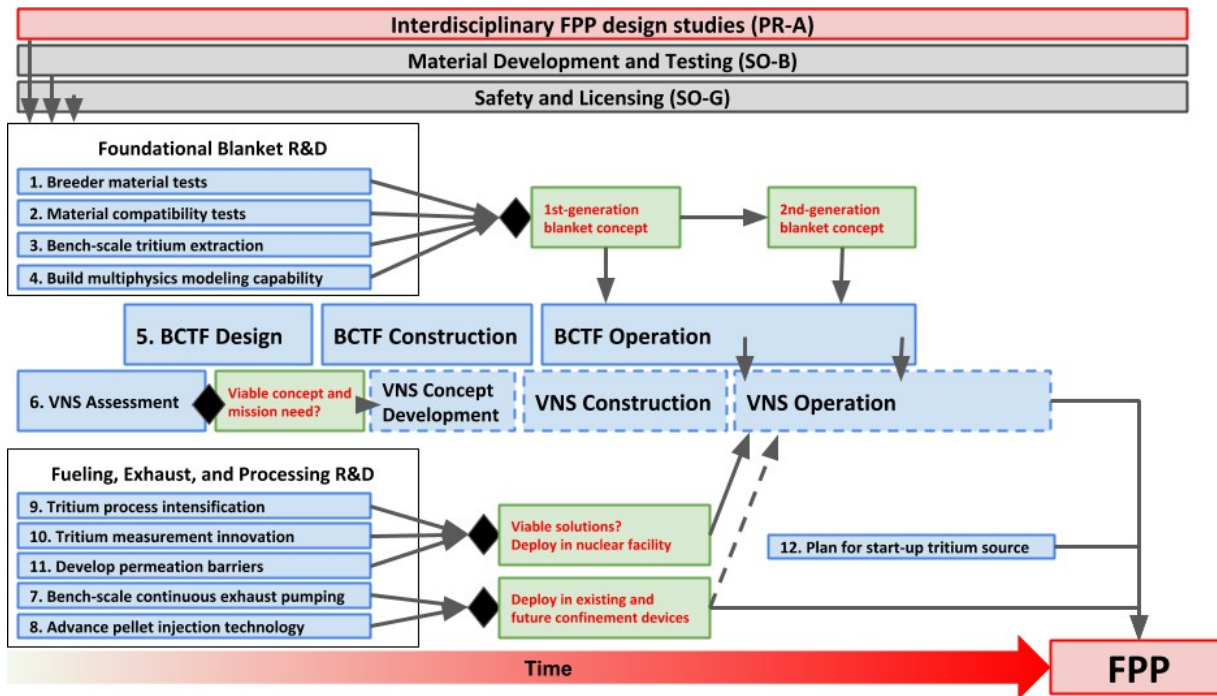 Interdisciplinary FPP design studies (PR-A)
Material Development and Testing (SO-B)
Safety and Licensing (SO-G)
Foundational Blanket R&D
1. Breeder material tests
2. Material compatibility tests
3. Bench-scale tritium extraction
4. Build multiphysics modeling capability
1st-generation
blanket concept
2nd-generation
blanket concept
5. BCTF Design
BCTF Construction
BCTF Operation
6. VNS Assessment
Viable concept and
mission need?
VNS Concept
Development
VNS Construction
VNS Operation
Fueling, Exhaust, and Processing R&D
9. Tritium process intensification
10. Tritium measurement innovation
11. Develop permeation barriers
7. Bench-scale continuous exhaust pumping
8. Advance pellet injection technology
Viable solutions?
Deploy in nuclear facility
Deploy in existing and
future confinement devices
12. Plan for start-up tritium source
Time
FPP